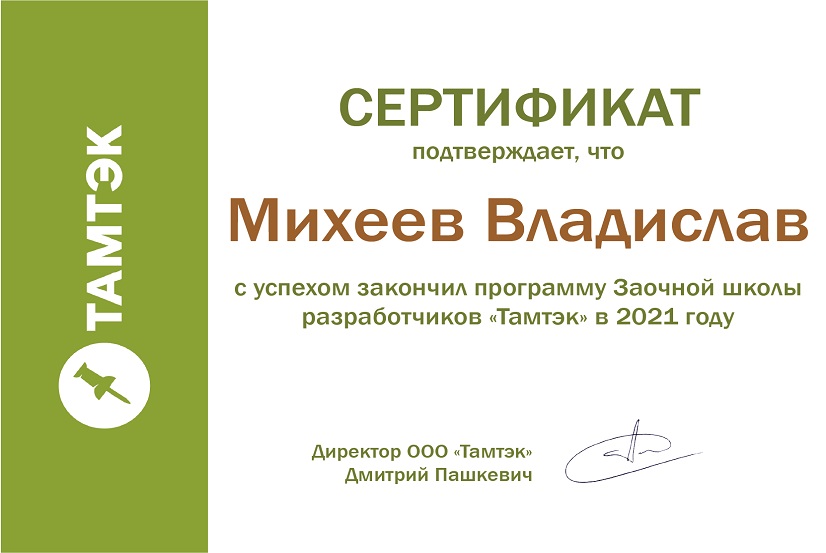 ТАМТЭК
СЕРТИФИКАТ
подтверждает, что
Михеев Владислав
с успехом закончил программу Заочной школы
разработчиков «Тамтэк» в 2021 году
Директор ООО «Тамтэк»
Дмитрий Пашкевич